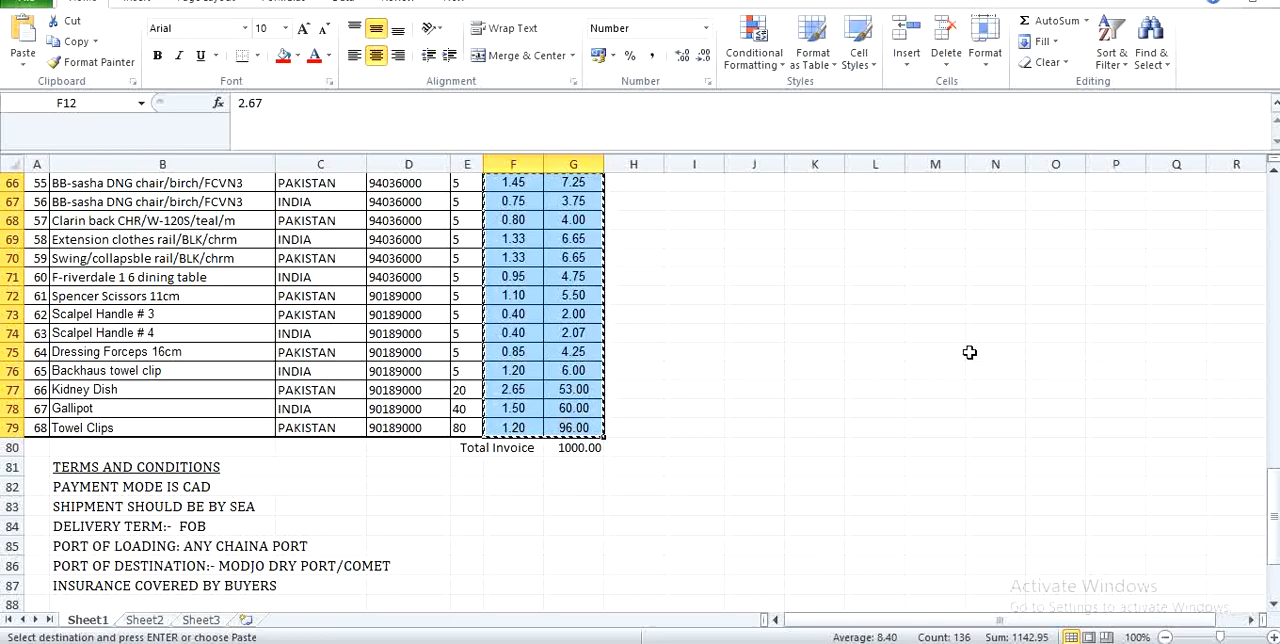 Cut
Copy
Format Painter
Paste
Clipboard
Arial 10 A A
B I U A
Font
Wrap Text
Merge & Center
Alignment
Number
% ,
Number
Conditional Formatting
Format as Table
Cell Styles
Styles
Insert Delete Format
Cells
Σ AutoSum
Fill
Clear
Sort & Filter
Find & Select
Editing
F12 fx 2.67
A B C D E F G H I J K L M N O P Q R
66 55 BB-sasha DNG chair/birch/FCVN3 PAKISTAN 94036000 5 1.45 7.25
67 56 BB-sasha DNG chair/birch/FCVN3 INDIA 94036000 5 0.75 3.75
68 57 Clarin back CHR/W-120S/teal/m PAKISTAN 94036000 5 0.80 4.00
69 58 Extension clothes rail/BLK/chrm INDIA 94036000 5 1.33 6.65
70 59 Swing/collapsble rail/BLK/chrm PAKISTAN 94036000 5 1.33 6.65
71 60 F-riverdale 1 6 dining table INDIA 94036000 5 0.95 4.75
72 61 Spencer Scissors 11cm PAKISTAN 90189000 5 1.10 5.50
73 62 Scalpel Handle # 3 PAKISTAN 90189000 5 0.40 2.00
74 63 Scalpel Handle # 4 INDIA 90189000 5 0.40 2.07
75 64 Dressing Forceps 16cm PAKISTAN 90189000 5 0.85 4.25
76 65 Backhaus towel clip INDIA 90189000 5 1.20 6.00
77 66 Kidney Dish PAKISTAN 90189000 20 2.65 53.00
78 67 Gallipot INDIA 90189000 40 1.50 60.00
79 68 Towel Clips PAKISTAN 90189000 80 1.20 96.00
80 Total Invoice 1000.00
81 TERMS AND CONDITIONS
82 PAYMENT MODE IS CAD
83 SHIPMENT SHOULD BE BY SEA
84 DELIVERY TERM:- FOB
85 PORT OF LOADING: ANY CHAINA PORT
86 PORT OF DESTINATION:- MODJO DRY PORT/COMET
87 INSURANCE COVERED BY BUYERS
88
Activate Windows
Go to Settings to activate Windows.
Sheet1 Sheet2 Sheet3
Select destination and press ENTER or choose Paste Average: 8.40 Count: 136 Sum: 1142.95 100%